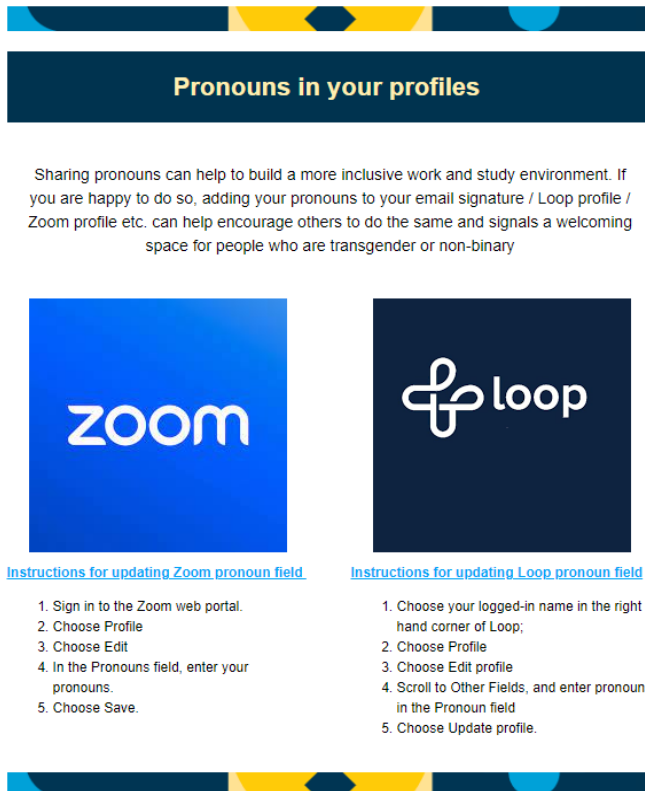 Pronouns in your profiles
Sharing pronouns can help to build a more inclusive work and study environment. If
you are happy to do so, adding your pronouns to your email signature / Loop profile /
Zoom profile etc. can help encourage others to do the same and signals a welcoming
space for people who are transgender or non-binary
zoom
loop
Instructions for updating Zoom pronoun field
1. Sign in to the Zoom web portal.
2. Choose Profile
3. Choose Edit
4. In the Pronouns field, enter your
pronouns.
5. Choose Save.
Instructions for updating Loop pronoun field
1. Choose your logged-in name in the right
hand corner of Loop;
2. Choose Profile
3. Choose Edit profile
4. Scroll to Other Fields, and enter pronoun
in the Pronoun field
5. Choose Update profile.